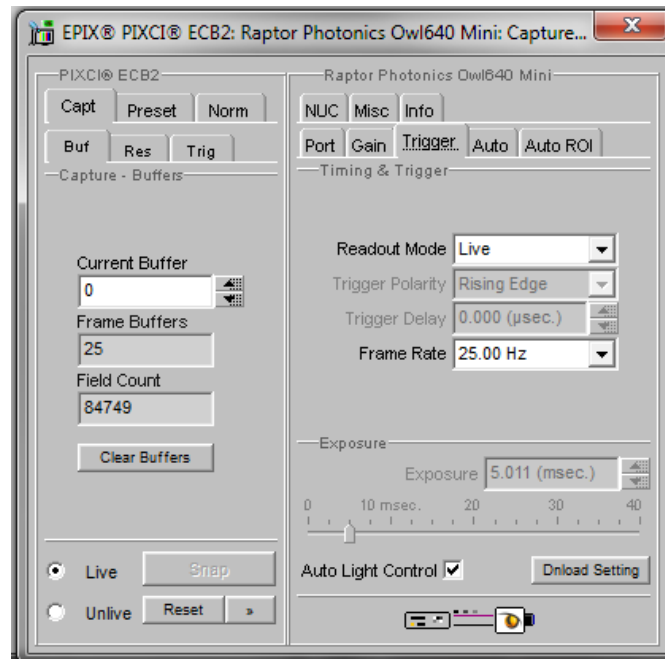 EPIX® PIXCI® ECB2: Raptor Photonics Owl640 Mini: Capture...
PIXCI® ECB2
Capt Preset Norm
Buf Res Trig
Capture - Buffers
Current Buffer
0
Frame Buffers
25
Field Count
84749
Clear Buffers
Live Snap
Unlive Reset »
Raptor Photonics Owl640 Mini
NUC Misc Info
Port Gain Trigger Auto Auto ROI
Timing & Trigger
Readout Mode Live
Trigger Polarity Rising Edge
Trigger Delay 0.000 (µsec.)
Frame Rate 25.00 Hz
Exposure
Exposure 5.011 (msec.)
0 10 msec. 20 30 40
Auto Light Control Dnload Setting